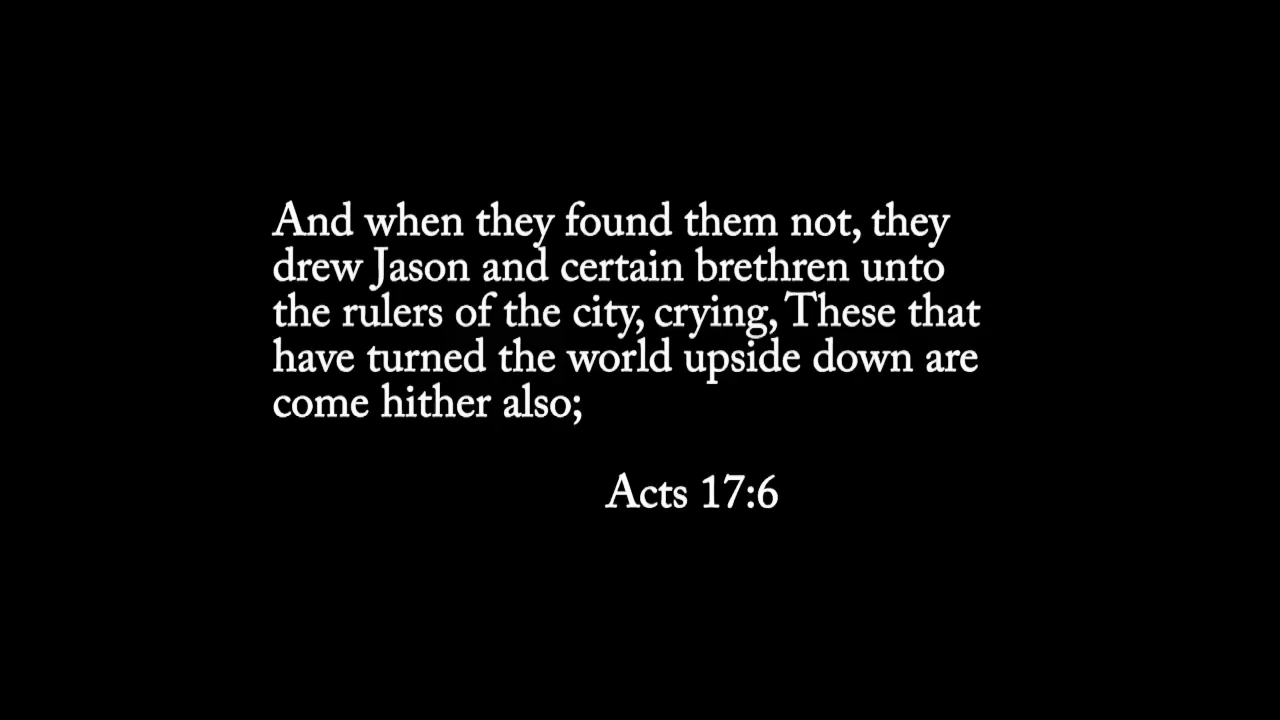 And when they found them not, they
drew Jason and certain brethren unto
the rulers of the city, crying, These that
have turned the world upside down are
come hither also;
Acts 17:6